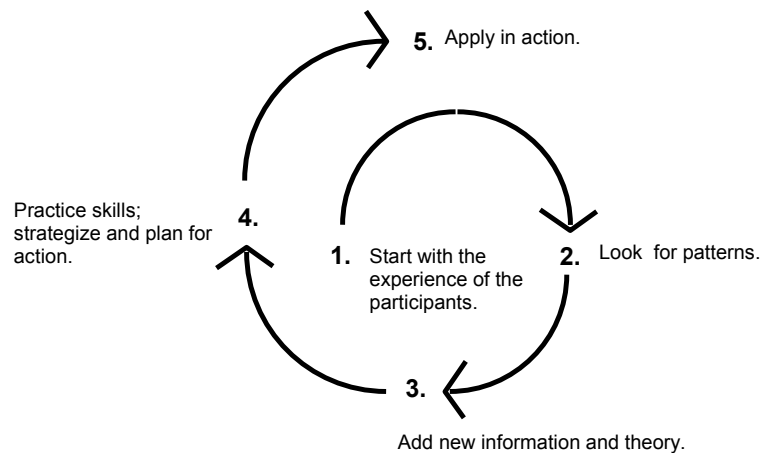 1. Start with the
experience of the
participants.
2. Look  for patterns.
3.
Add new information and theory.
4.
Practice skills;
strategize and plan for
action.
5. Apply in action.